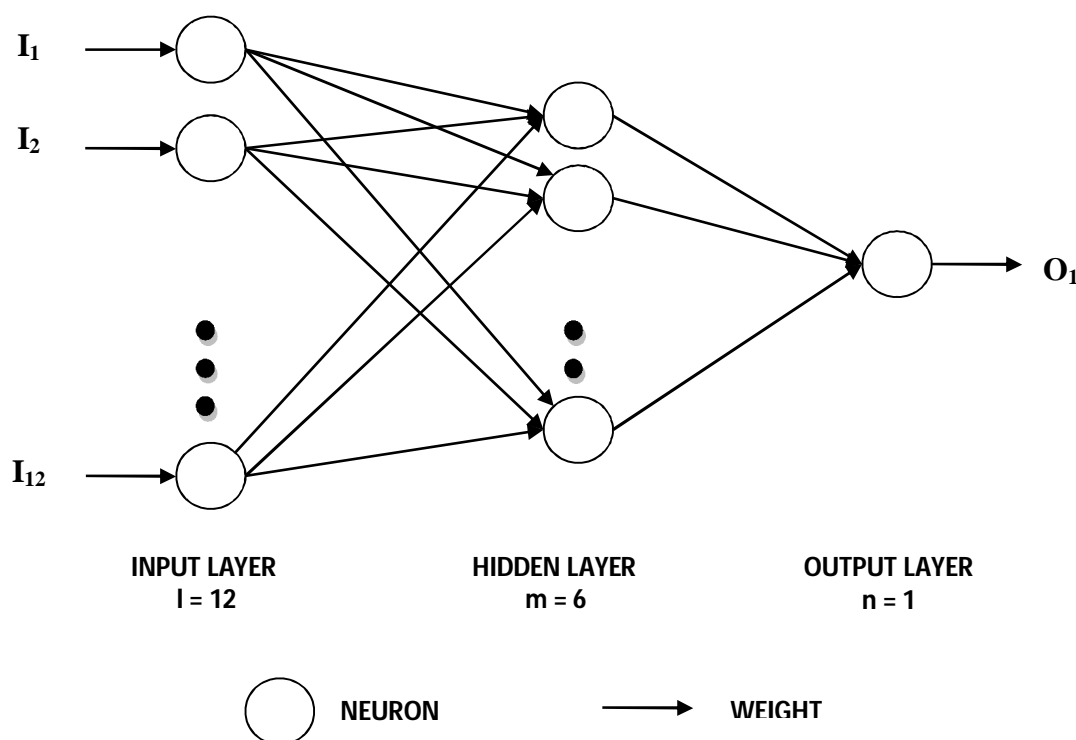 I₁
I₂
I₁₂
O₁
INPUT LAYER
l = 12
HIDDEN LAYER
m = 6
OUTPUT LAYER
n = 1
NEURON
WEIGHT